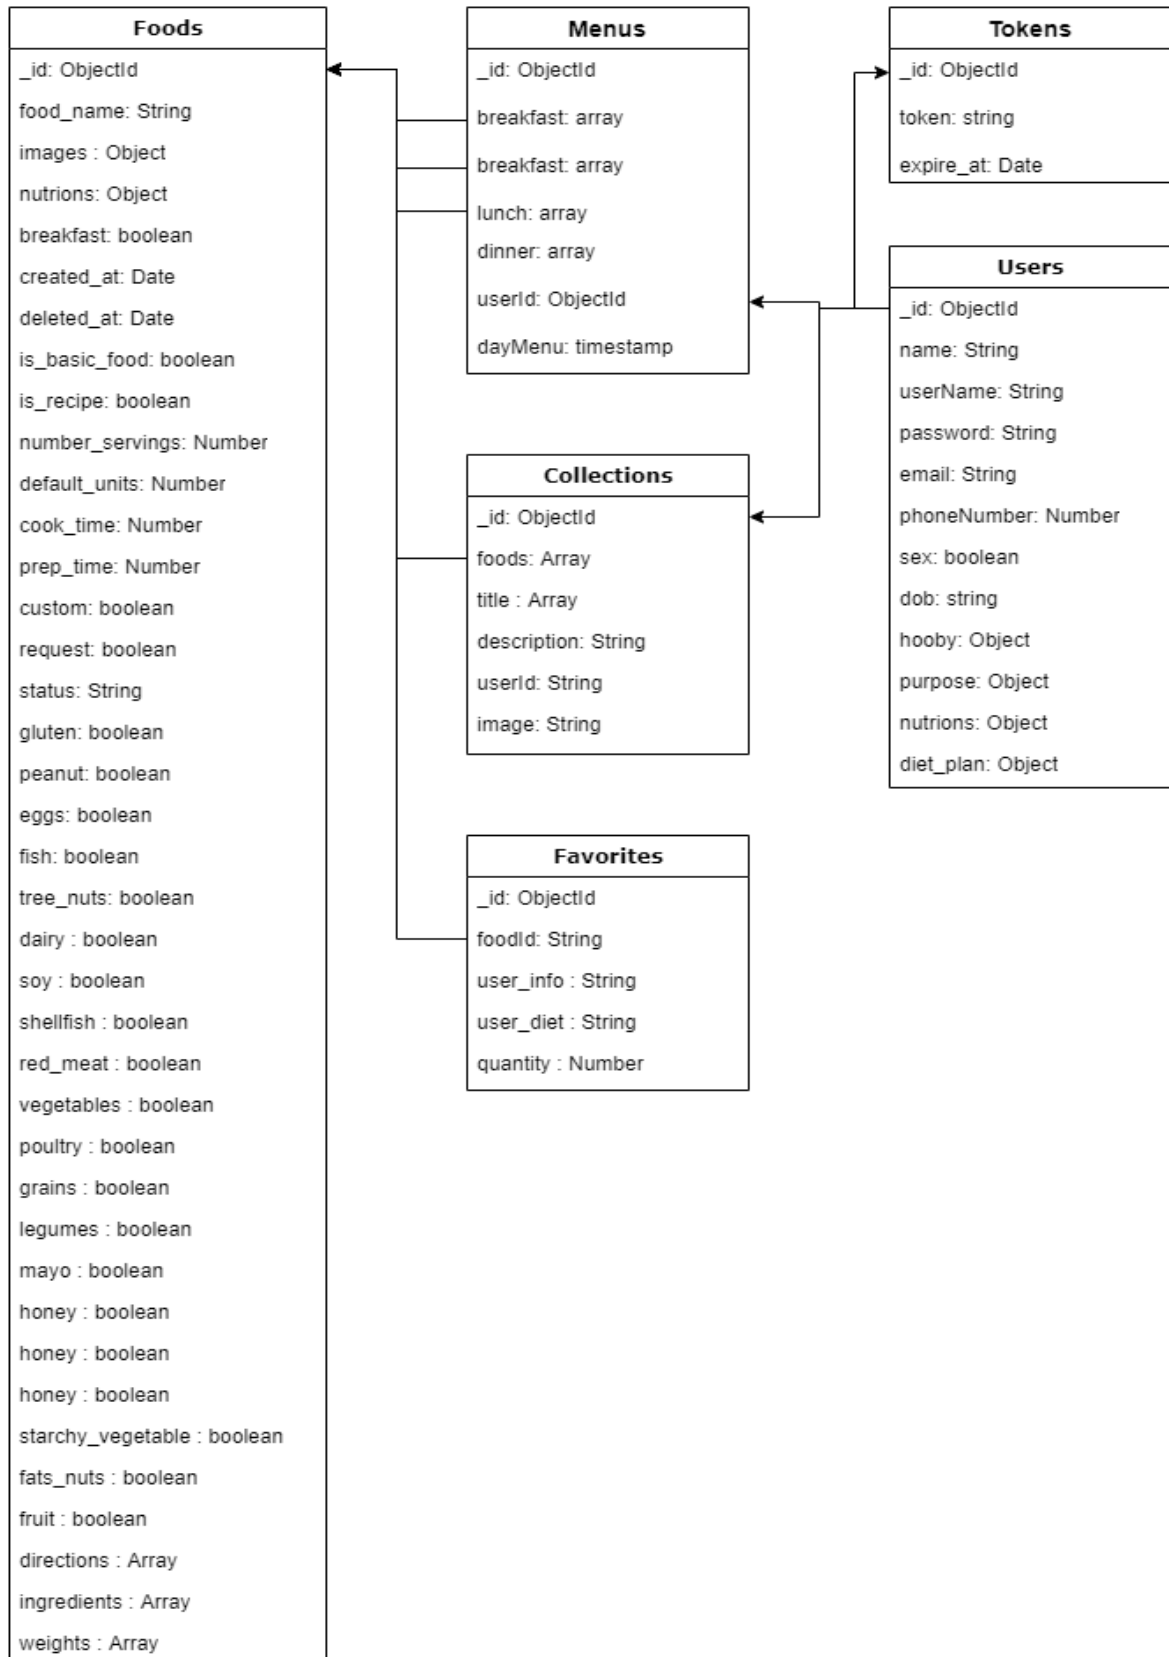 Foods
_id: ObjectId
food_name: String
images : Object
nutrions: Object
breakfast: boolean
created_at: Date
deleted_at: Date
is_basic_food: boolean
is_recipe: boolean
number_servings: Number
default_units: Number
cook_time: Number
prep_time: Number
custom: boolean
request: boolean
status: String
gluten: boolean
peanut: boolean
eggs: boolean
fish: boolean
tree_nuts: boolean
dairy : boolean
soy : boolean
shellfish : boolean
red_meat : boolean
vegetables : boolean
poultry : boolean
grains : boolean
legumes : boolean
mayo : boolean
honey : boolean
honey : boolean
honey : boolean
starchy_vegetable : boolean
fats_nuts : boolean
fruit : boolean
directions : Array
ingredients : Array
weights : Array
Menus
_id: ObjectId
breakfast: array
breakfast: array
lunch: array
dinner: array
userId: ObjectId
dayMenu: timestamp
Collections
_id: ObjectId
foods: Array
title : Array
description: String
userId: String
image: String
Favorites
_id: ObjectId
foodId: String
user_info : String
user_diet : String
quantity : Number
Tokens
_id: ObjectId
token: string
expire_at: Date
Users
_id: ObjectId
name: String
userName: String
password: String
email: String
phoneNumber: Number
sex: boolean
dob: string
hooby: Object
purpose: Object
nutrions: Object
diet_plan: Object